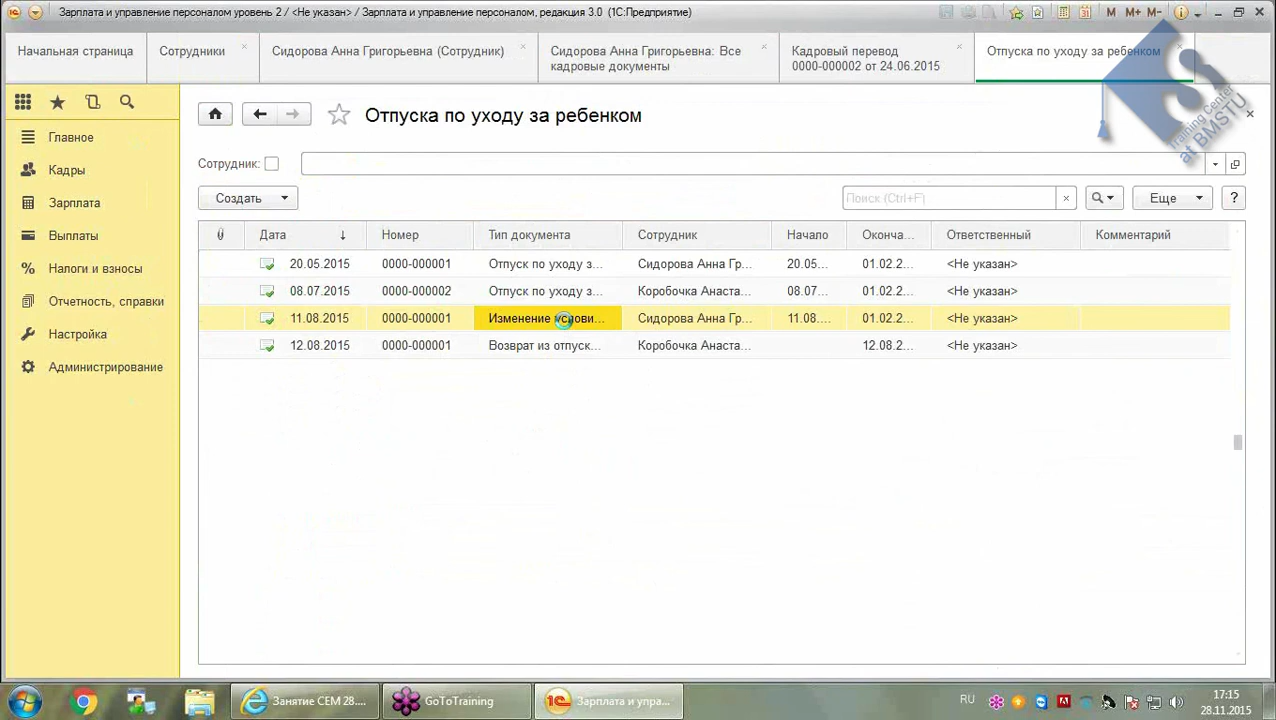 Зарплата и управление персоналом уровень 2 / <Не указан> / Зарплата и управление персоналом, редакция 3.0 (1С:Предприятие)
M M+ M-
Начальная страница
Сотрудники
Сидорова Анна Григорьевна (Сотрудник)
Сидорова Анна Григорьевна: Все
кадровые документы
Кадровый перевод
0000-000002 от 24.06.2015
Отпуска по уходу за ребенком
Training Center
at BMSTU
Главное
Кадры
Зарплата
Выплаты
Налоги и взносы
Отчетность, справки
Настройка
Администрирование
Отпуска по уходу за ребенком
Сотрудник:
Создать
Поиск (Ctrl+F)
Еще
?
Дата Номер Тип документа Сотрудник Начало Оконча... Ответственный Комментарий
20.05.2015 0000-000001 Отпуск по уходу з... Сидорова Анна Гр... 20.05... 01.02.2... <Не указан>
08.07.2015 0000-000002 Отпуск по уходу з... Коробочка Анаста... 08.07... 01.02.2... <Не указан>
11.08.2015 0000-000001 Изменение услови... Сидорова Анна Гр... 11.08.... 01.02.2... <Не указан>
12.08.2015 0000-000001 Возврат из отпуск... Коробочка Анаста... 12.08.2... <Не указан>
Занятие СЕМ 28....
GoToTraining
Зарплата и упра...
RU
17:15
28.11.2015